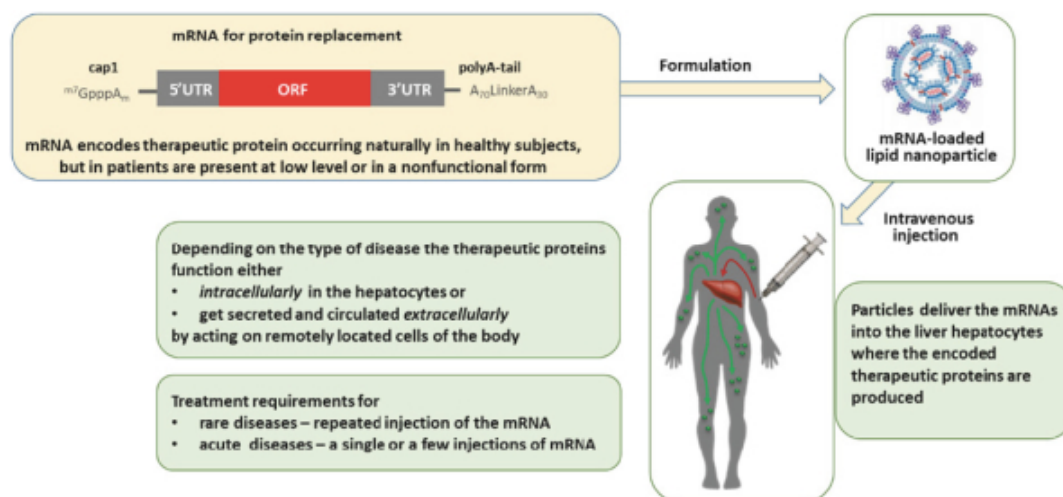 mRNA for protein replacement
cap1
polyA-tail
m7GpppAm
5'UTR
ORF
3'UTR
A70LinkerA30
mRNA encodes therapeutic protein occurring naturally in healthy subjects,
but in patients are present at low level or in a nonfunctional form
Formulation
mRNA-loaded
lipid nanoparticle
Intravenous
injection
Depending on the type of disease the therapeutic proteins
function either
• intracellularly in the hepatocytes or
• get secreted and circulated extracellularly
by acting on remotely located cells of the body
Particles deliver the mRNAs
into the liver hepatocytes
where the encoded
therapeutic proteins are
produced
Treatment requirements for
• rare diseases – repeated injection of the mRNA
• acute diseases – a single or a few injections of mRNA